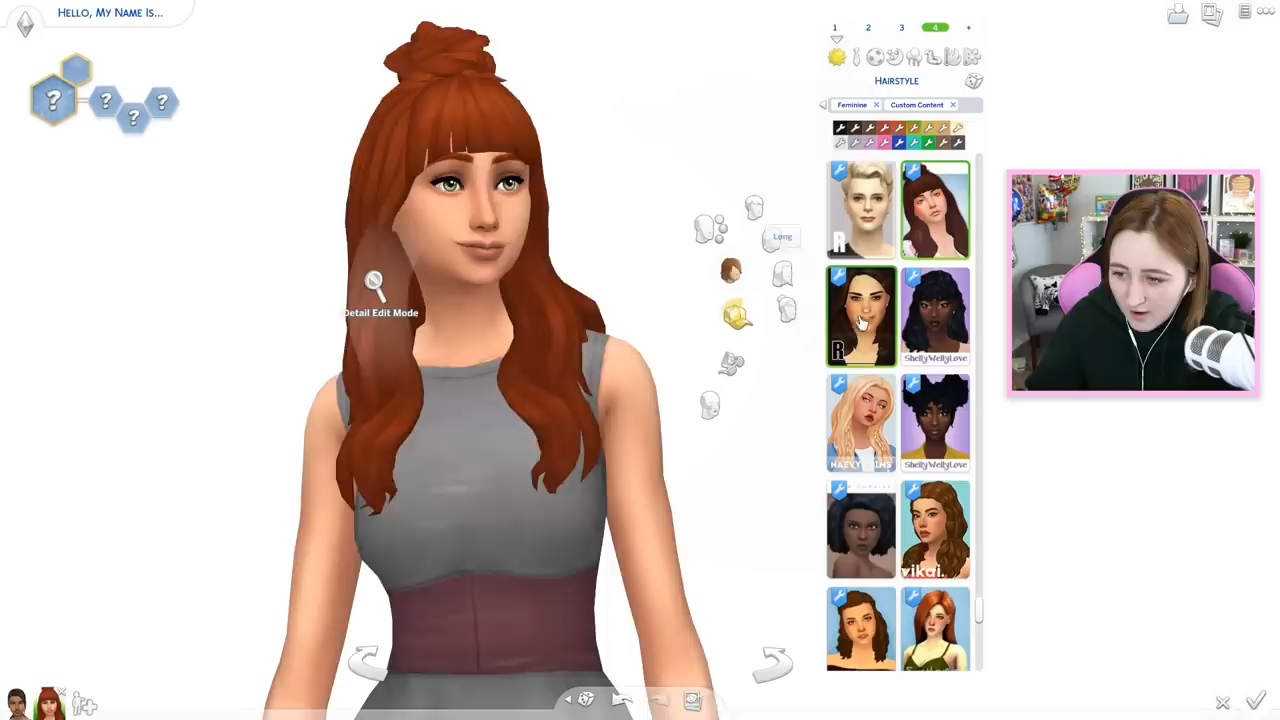 HELLO, MY NAME IS...
1 2 3 4 +
HAIRSTYLE
Feminine
Custom Content
Long
Detail Edit Mode
R
R
ShellyWellyLove
NAEVYSIMS
ShellyWellyLove
vikai.